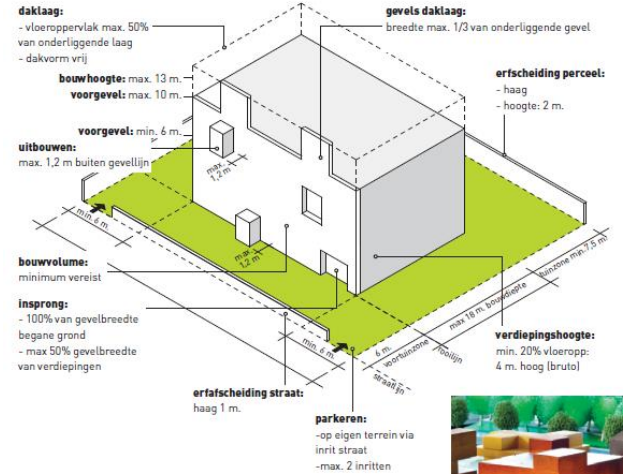 daklaag:
- vloeroppervlak max. 50%
van onderliggende laag
- dakvorm vrij
gevels daklaag:
breedte max. 1/3 van onderliggende gevel
bouwhoogte: max. 13 m.
voorgevel: max. 10 m.
erfscheiding perceel:
- haag
- hoogte: 2 m.
voorgevel: min. 6 m.
uitbouwen:
max. 1,2 m buiten gevellijn
max.
1,2 m
min. 6 m.
max.
1,2 m
bouwvolume:
minimum vereist
insprong:
- 100% van gevelbreedte
begane grond
- max 50% gevelbreedte
van verdiepingen
min. 6 m.
6 m.
voortuinzone
straatlijn
rooilijn
max 18 m. bouwdiepte
tuinzone min. 7,5 m.
verdiepingshoogte:
min. 20% vloeropp:
4 m. hoog (bruto)
erfafscheiding straat:
haag 1 m.
parkeren:
-op eigen terrein via
inrit straat
-max. 2 inritten